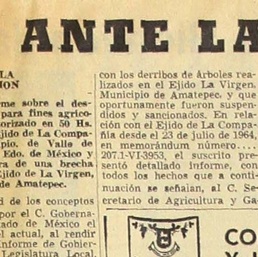 ANTE LA
LA
ION
me sobre el des-
para fines agríco-
orizado en 50 Hs.
jido de La Compa-
pio, de Valle de
Edo. de México y
ra de una brecha
Ejido de La Virgen,
de Amatepec.
d de los conceptos
por el C. Goberna-
ado de México el
el actual, al rendir
Informe de Gobier-
Legislatura Local,
con los derribos de Arboles rea-
lizados en el Ejido La Virgen,
Municipio de Amatepec. y que
oportunamente fueron suspen-
didos y sancionados. En rela-
ción con el Ejido de La Compa-
ñía desde el 23 de julio de 1964,
en memorándum número....
207.1-VI-3953, el suscrito pre-
sentó detallado informe, con
todos los hechos que a conti-
nuación se señalan, al C. Se-
cretario de Agricultura y Ga-
CO
Y